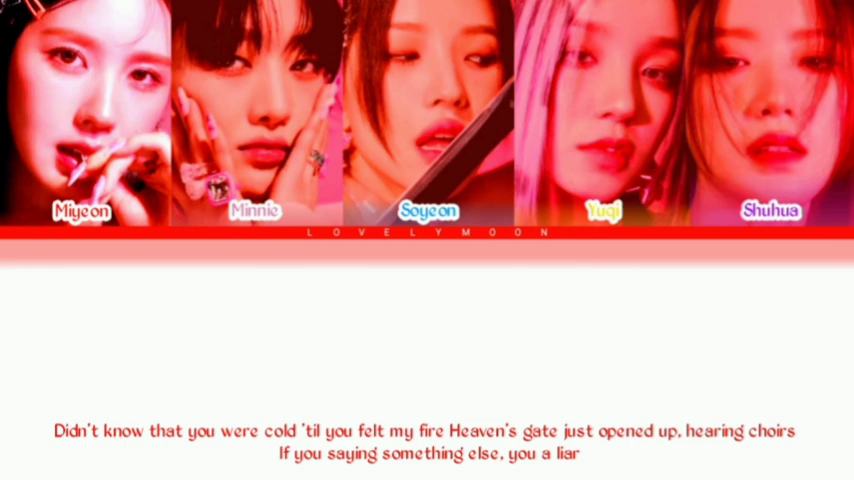 Miyeon
Minnie
Soyeon
Yuqi
Shuhua
LOVELYMOON
Didn't know that you were cold 'til you felt my fire Heaven's gate just opened up, hearing choirs
If you saying something else, you a liar